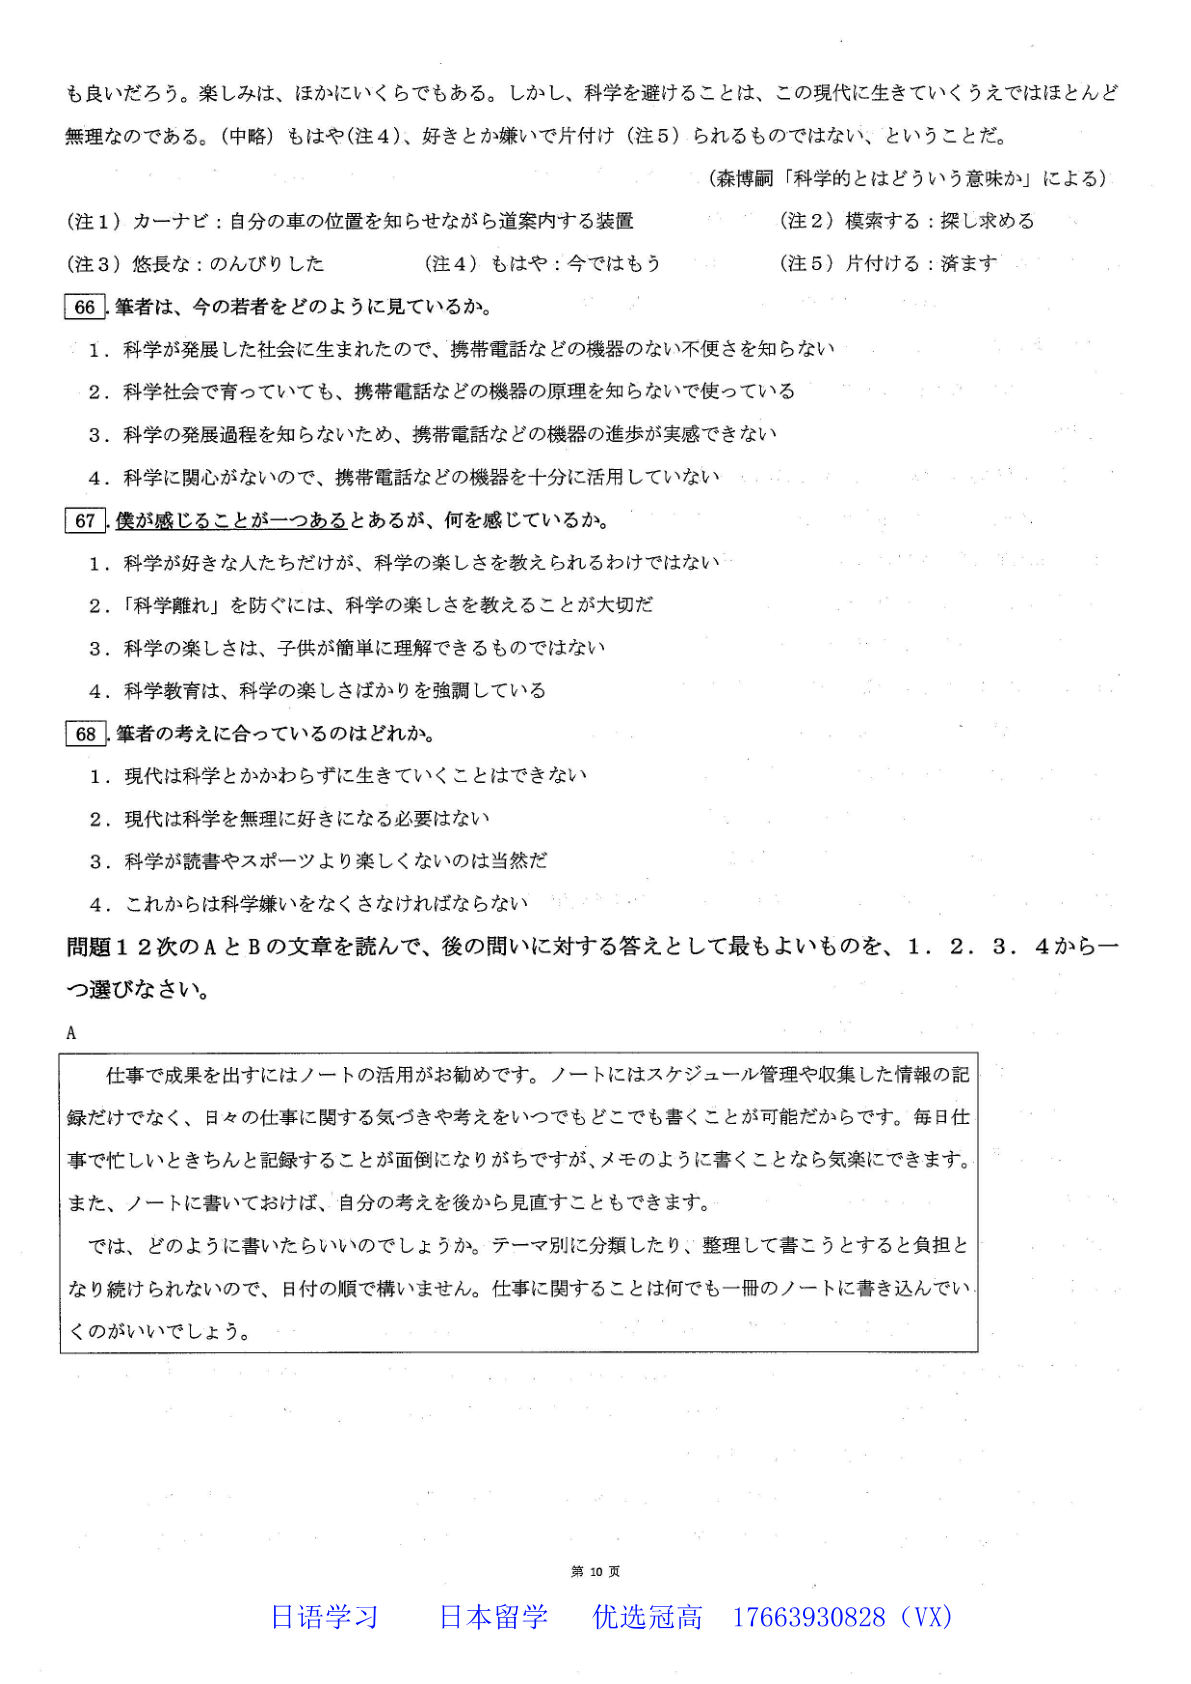 も良いだろう。楽しみは、ほかにいくらでもある。しかし、科学を避けることは、この現代に生きていくうえではほとんど
無理なのである。（中略）もはや（注４）、好きとか嫌いで片付け（注５）られるものではない、ということだ。
（森博嗣「科学的とはどういう意味か」による）
（注１）カーナビ：自分の車の位置を知らせながら道案内する装置　（注２）模索する：探し求める
（注３）悠長な：のんびりした　（注４）もはや：今ではもう　（注５）片付ける：済ます
66.筆者は、今の若者をどのように見ているか。
１．科学が発展した社会に生まれたので、携帯電話などの機器のない不便さを知らない
２．科学社会で育っていても、携帯電話などの機器の原理を知らないで使っている
３．科学の発展過程を知らないため、携帯電話などの機器の進歩が実感できない
４．科学に関心がないので、携帯電話などの機器を十分に活用していない
67.僕が感じることが一つあるとあるが、何を感じているか。
１．科学が好きな人たちだけが、科学の楽しさを教えられるわけではない
２．「科学離れ」を防ぐには、科学の楽しさを教えることが大切だ
３．科学の楽しさは、子供が簡単に理解できるものではない
４．科学教育は、科学の楽しさばかりを強調している
68.筆者の考えに合っているのはどれか。
１．現代は科学とかかわらずに生きていくことはできない
２．現代は科学を無理に好きになる必要はない
３．科学が読書やスポーツより楽しくないのは当然だ
４．これからは科学嫌いをなくさなければならない
問題１２次のＡとＢの文章を読んで、後の問いに対する答えとして最もよいものを、１．２．３．４から一
つ選びなさい。
A
仕事で成果を出すにはノートの活用がお勧めです。ノートにはスケジュール管理や収集した情報の記
録だけでなく、日々の仕事に関する気づきや考えをいつでもどこでも書くことが可能だからです。毎日仕
事で忙しいときちんと記録することが面倒になりがちですが、メモのように書くことなら気楽にできます。
また、ノートに書いておけば、自分の考えを後から見直すこともできます。
では、どのように書いたらいいのでしょうか。テーマ別に分類したり、整理して書こうとすると負担と
なり続けられないので、日付の順で構いません。仕事に関することは何でも一冊のノートに書き込んでい
くのがいいでしょう。
第 10 页
日语学习　日本留学　优选冠高　17663930828（VX）